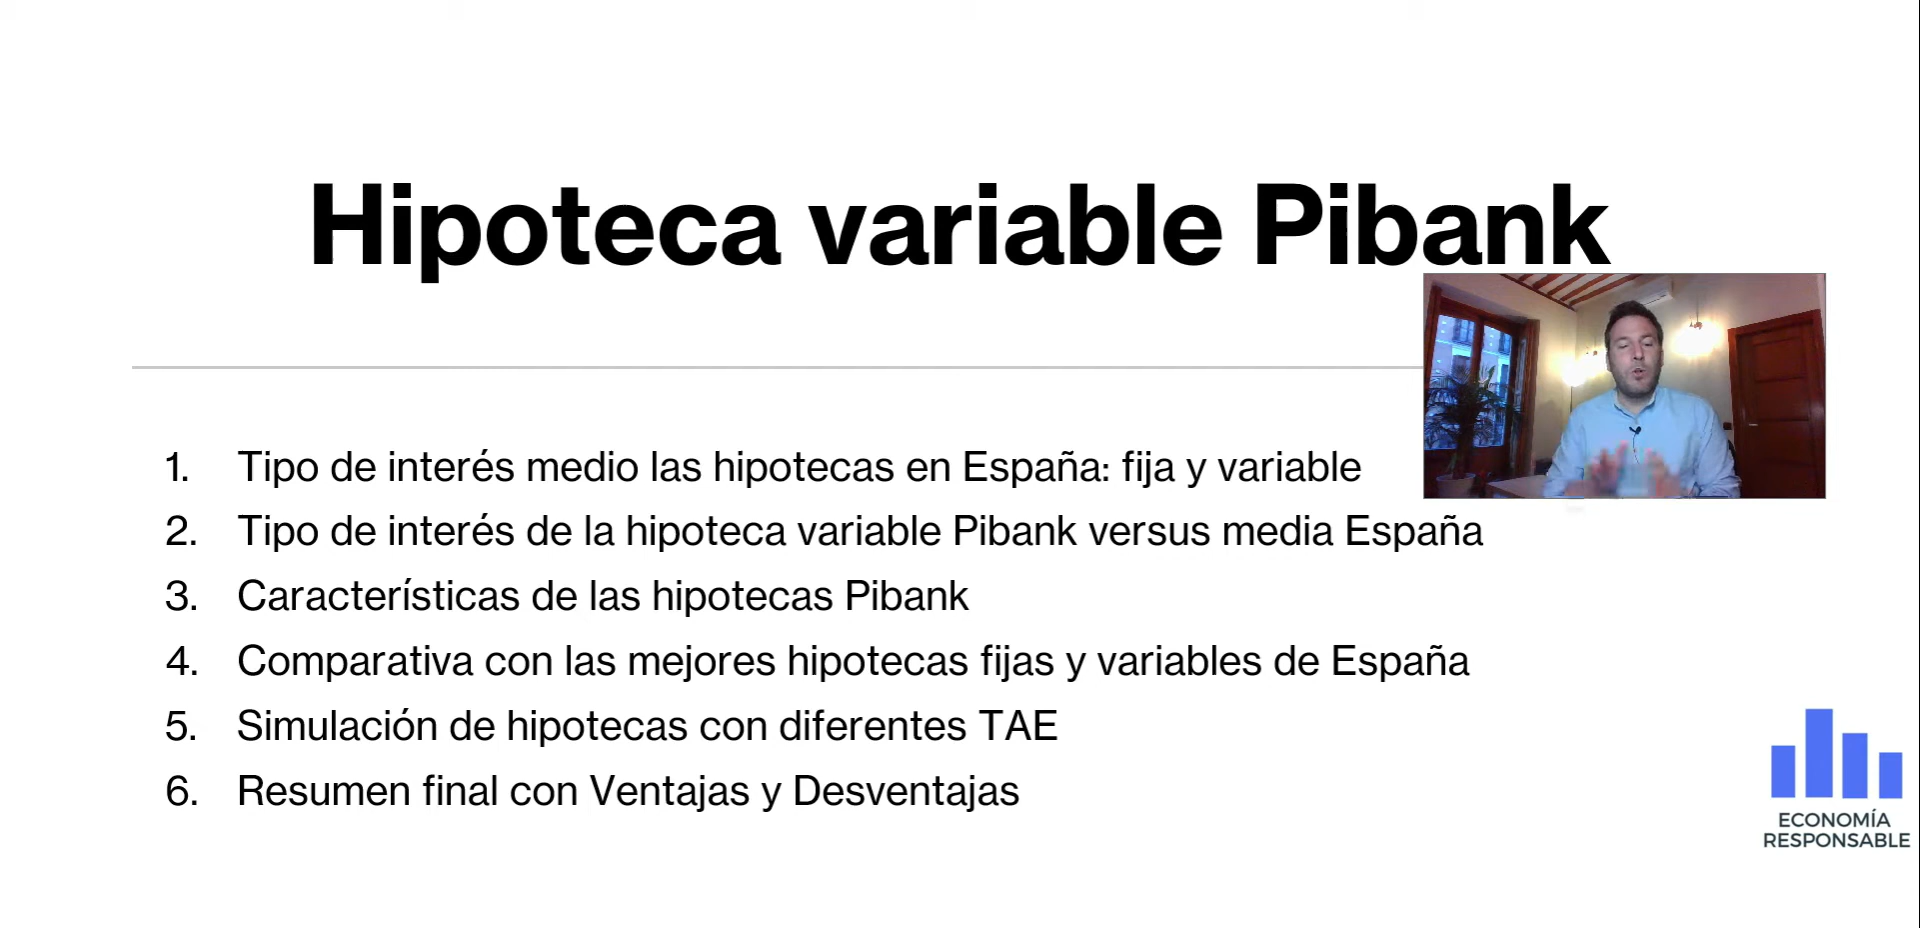 Hipoteca variable Pibank
1. Tipo de interés medio las hipotecas en España: fija y variable
2. Tipo de interés de la hipoteca variable Pibank versus media España
3. Características de las hipotecas Pibank
4. Comparativa con las mejores hipotecas fijas y variables de España
5. Simulación de hipotecas con diferentes TAE
6. Resumen final con Ventajas y Desventajas
ECONOMÍA
RESPONSABLE